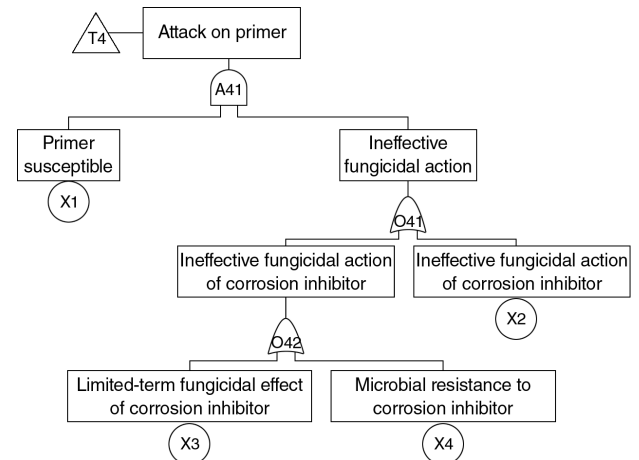 T4
Attack on primer
A41
Primer
susceptible
X1
Ineffective
fungicidal action
O41
Ineffective fungicidal action
of corrosion inhibitor
Ineffective fungicidal action
of corrosion inhibitor
X2
O42
Limited-term fungicidal effect
of corrosion inhibitor
Microbial resistance to
corrosion inhibitor
X3
X4